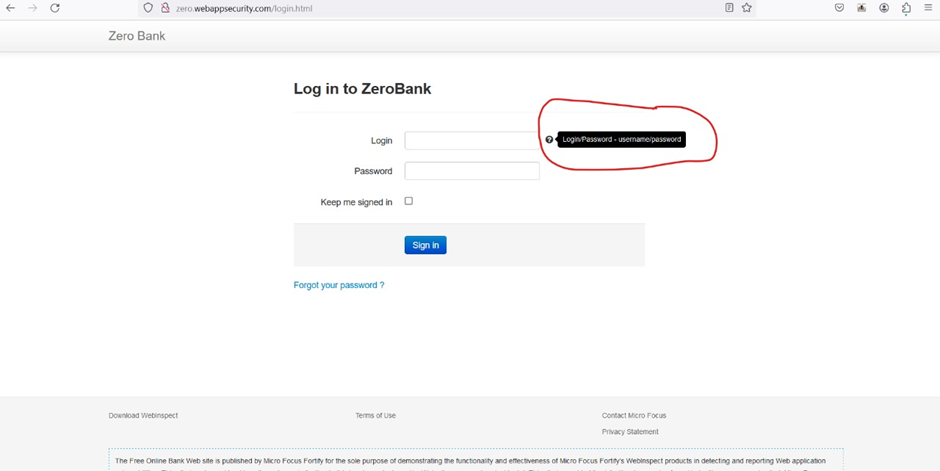 zero.webappsecurity.com/login.html
Zero Bank
Log in to ZeroBank
Login
? Login/Password - username/password
Password
Keep me signed in
Sign in
Forgot your password ?
Download WebInspect Terms of Use Contact Micro Focus
Privacy Statement
The Free Online Bank Web site is published by Micro Focus Fortify for the sole purpose of demonstrating the functionality and effectiveness of Micro Focus Fortify's WebInspect products in detecting and reporting Web application